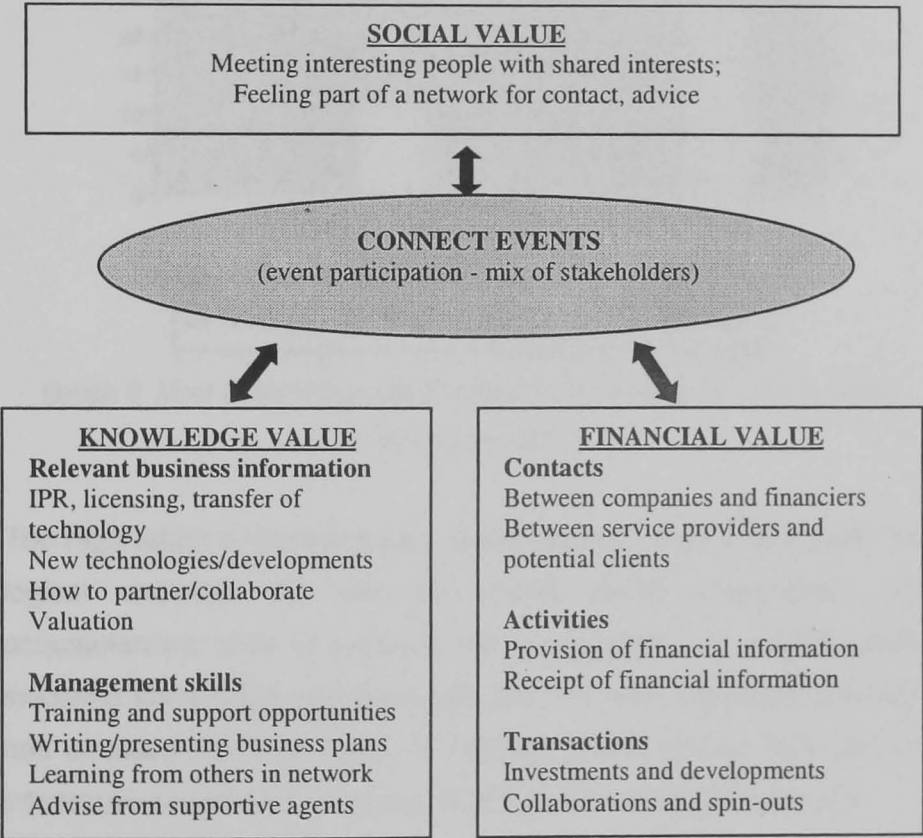 SOCIAL VALUE
Meeting interesting people with shared interests;
Feeling part of a network for contact, advice
CONNECT EVENTS
(event participation - mix of stakeholders)
KNOWLEDGE VALUE
Relevant business information
IPR, licensing, transfer of
technology
New technologies/developments
How to partner/collaborate
Valuation
Management skills
Training and support opportunities
Writing/presenting business plans
Learning from others in network
Advise from supportive agents
FINANCIAL VALUE
Contacts
Between companies and financiers
Between service providers and
potential clients
Activities
Provision of financial information
Receipt of financial information
Transactions
Investments and developments
Collaborations and spin-outs